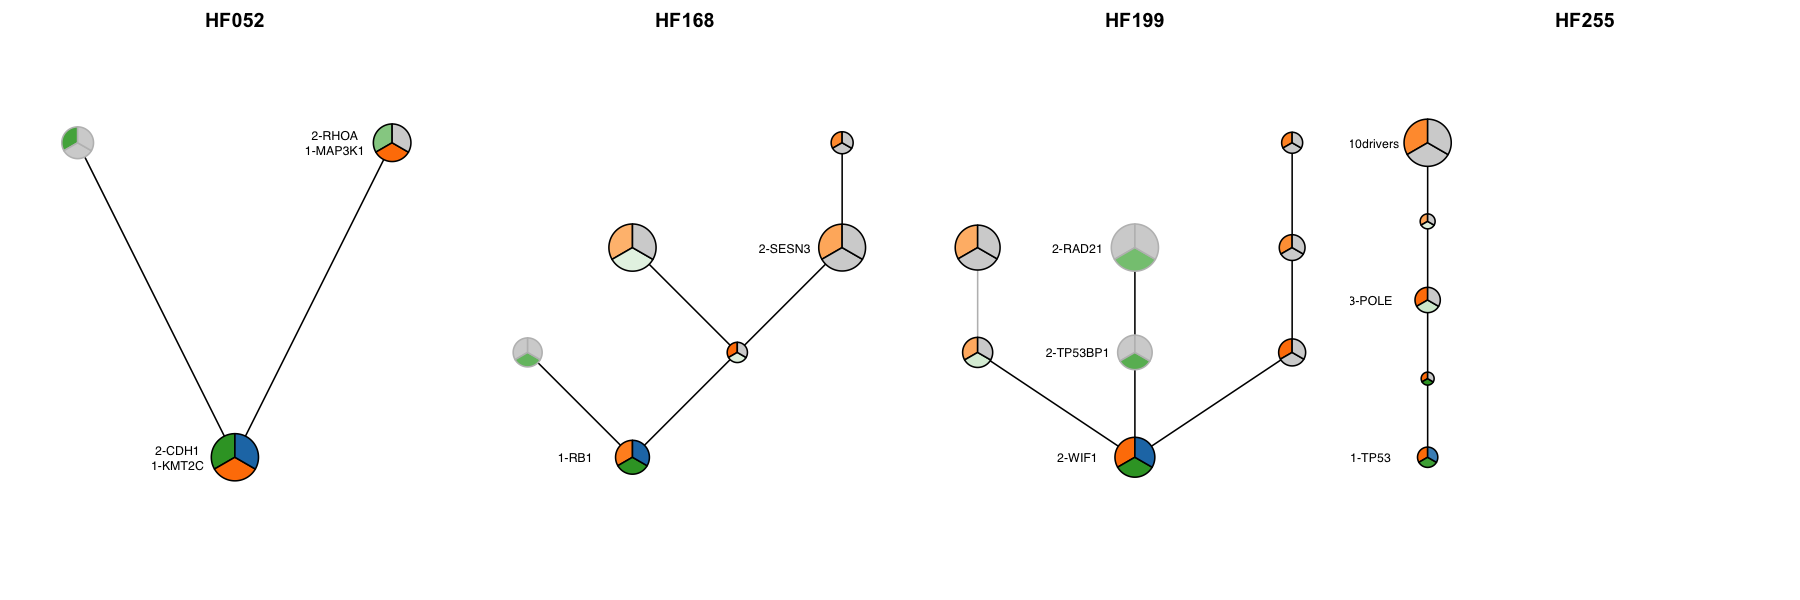 HF052
HF168
HF199
HF255
2-RHOA
1-MAP3K1
2-CDH1
1-KMT2C
2-SESN3
1-RB1
2-RAD21
2-TP53BP1
2-WIF1
10drivers
3-POLE
1-TP53